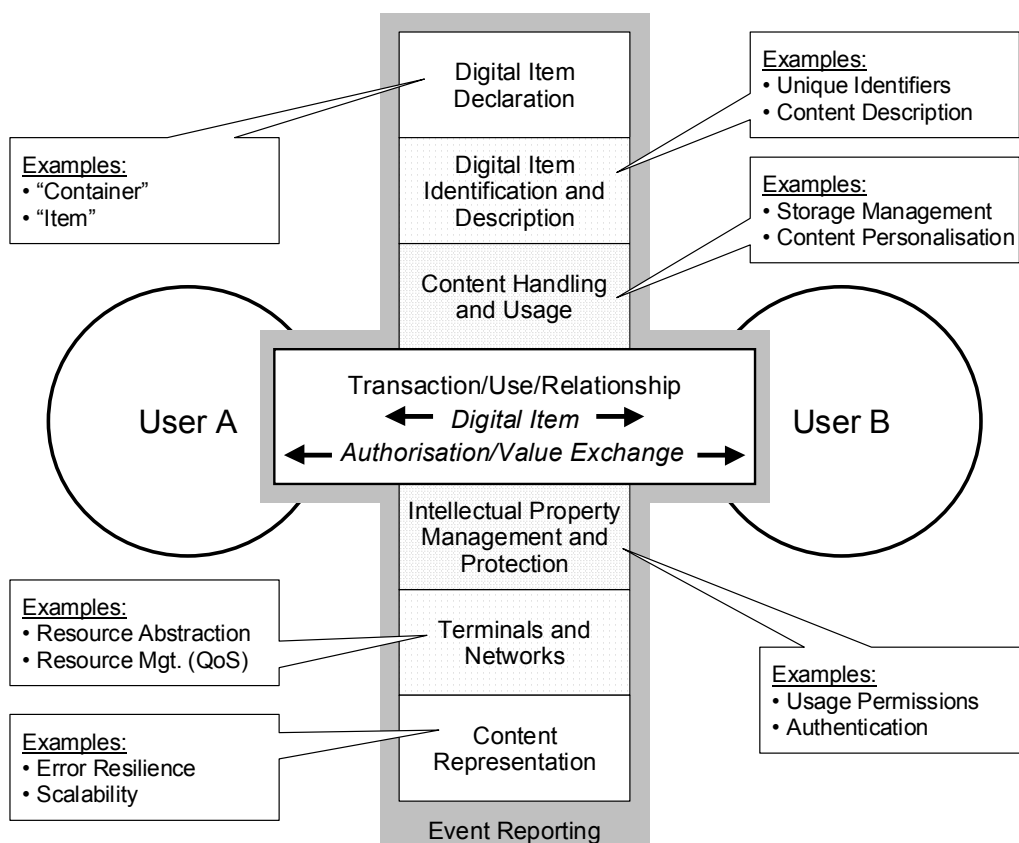 Digital Item
Declaration
Examples:
• Unique Identifiers
• Content Description
Examples:
• “Container”
• “Item”
Digital Item
Identification and
Description
Examples:
• Storage Management
• Content Personalisation
Content Handling
and Usage
User A
Transaction/Use/Relationship
Digital Item
Authorisation/Value Exchange
User B
Intellectual Property
Management and
Protection
Examples:
• Resource Abstraction
• Resource Mgt. (QoS)
Terminals and
Networks
Examples:
• Usage Permissions
• Authentication
Examples:
• Error Resilience
• Scalability
Content
Representation
Event Reporting